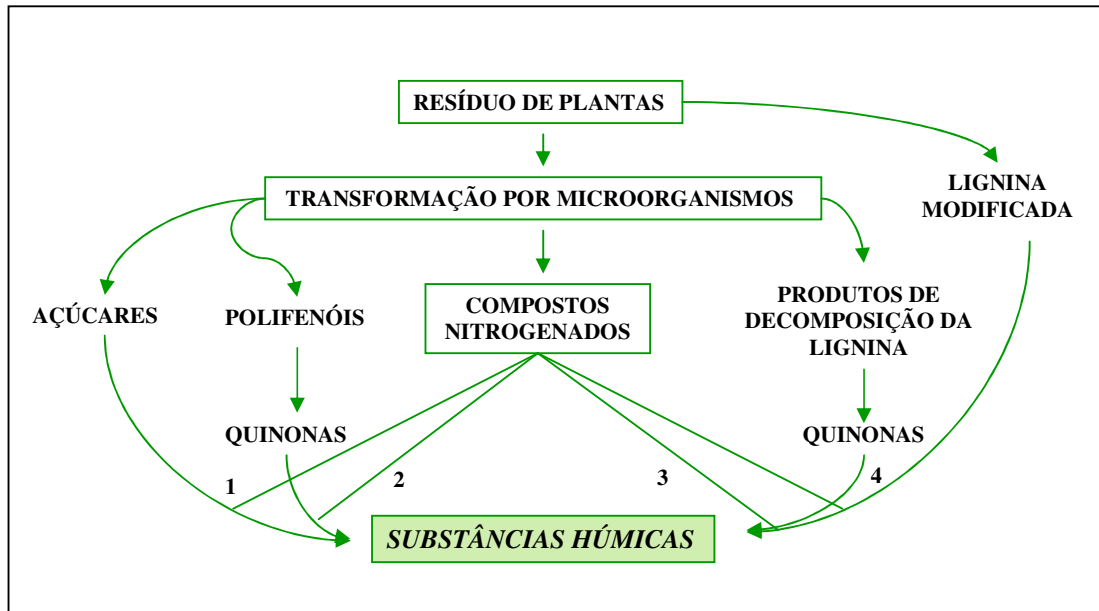 RESÍDUO DE PLANTAS
TRANSFORMAÇÃO POR MICROORGANISMOS
LIGNINA
MODIFICADA
AÇÚCARES
POLIFENÓIS
COMPOSTOS
NITROGENADOS
PRODUTOS DE
DECOMPOSIÇÃO DA
LIGNINA
QUINONAS
QUINONAS
1
2
3
4
SUBSTÂNCIAS HÚMICAS